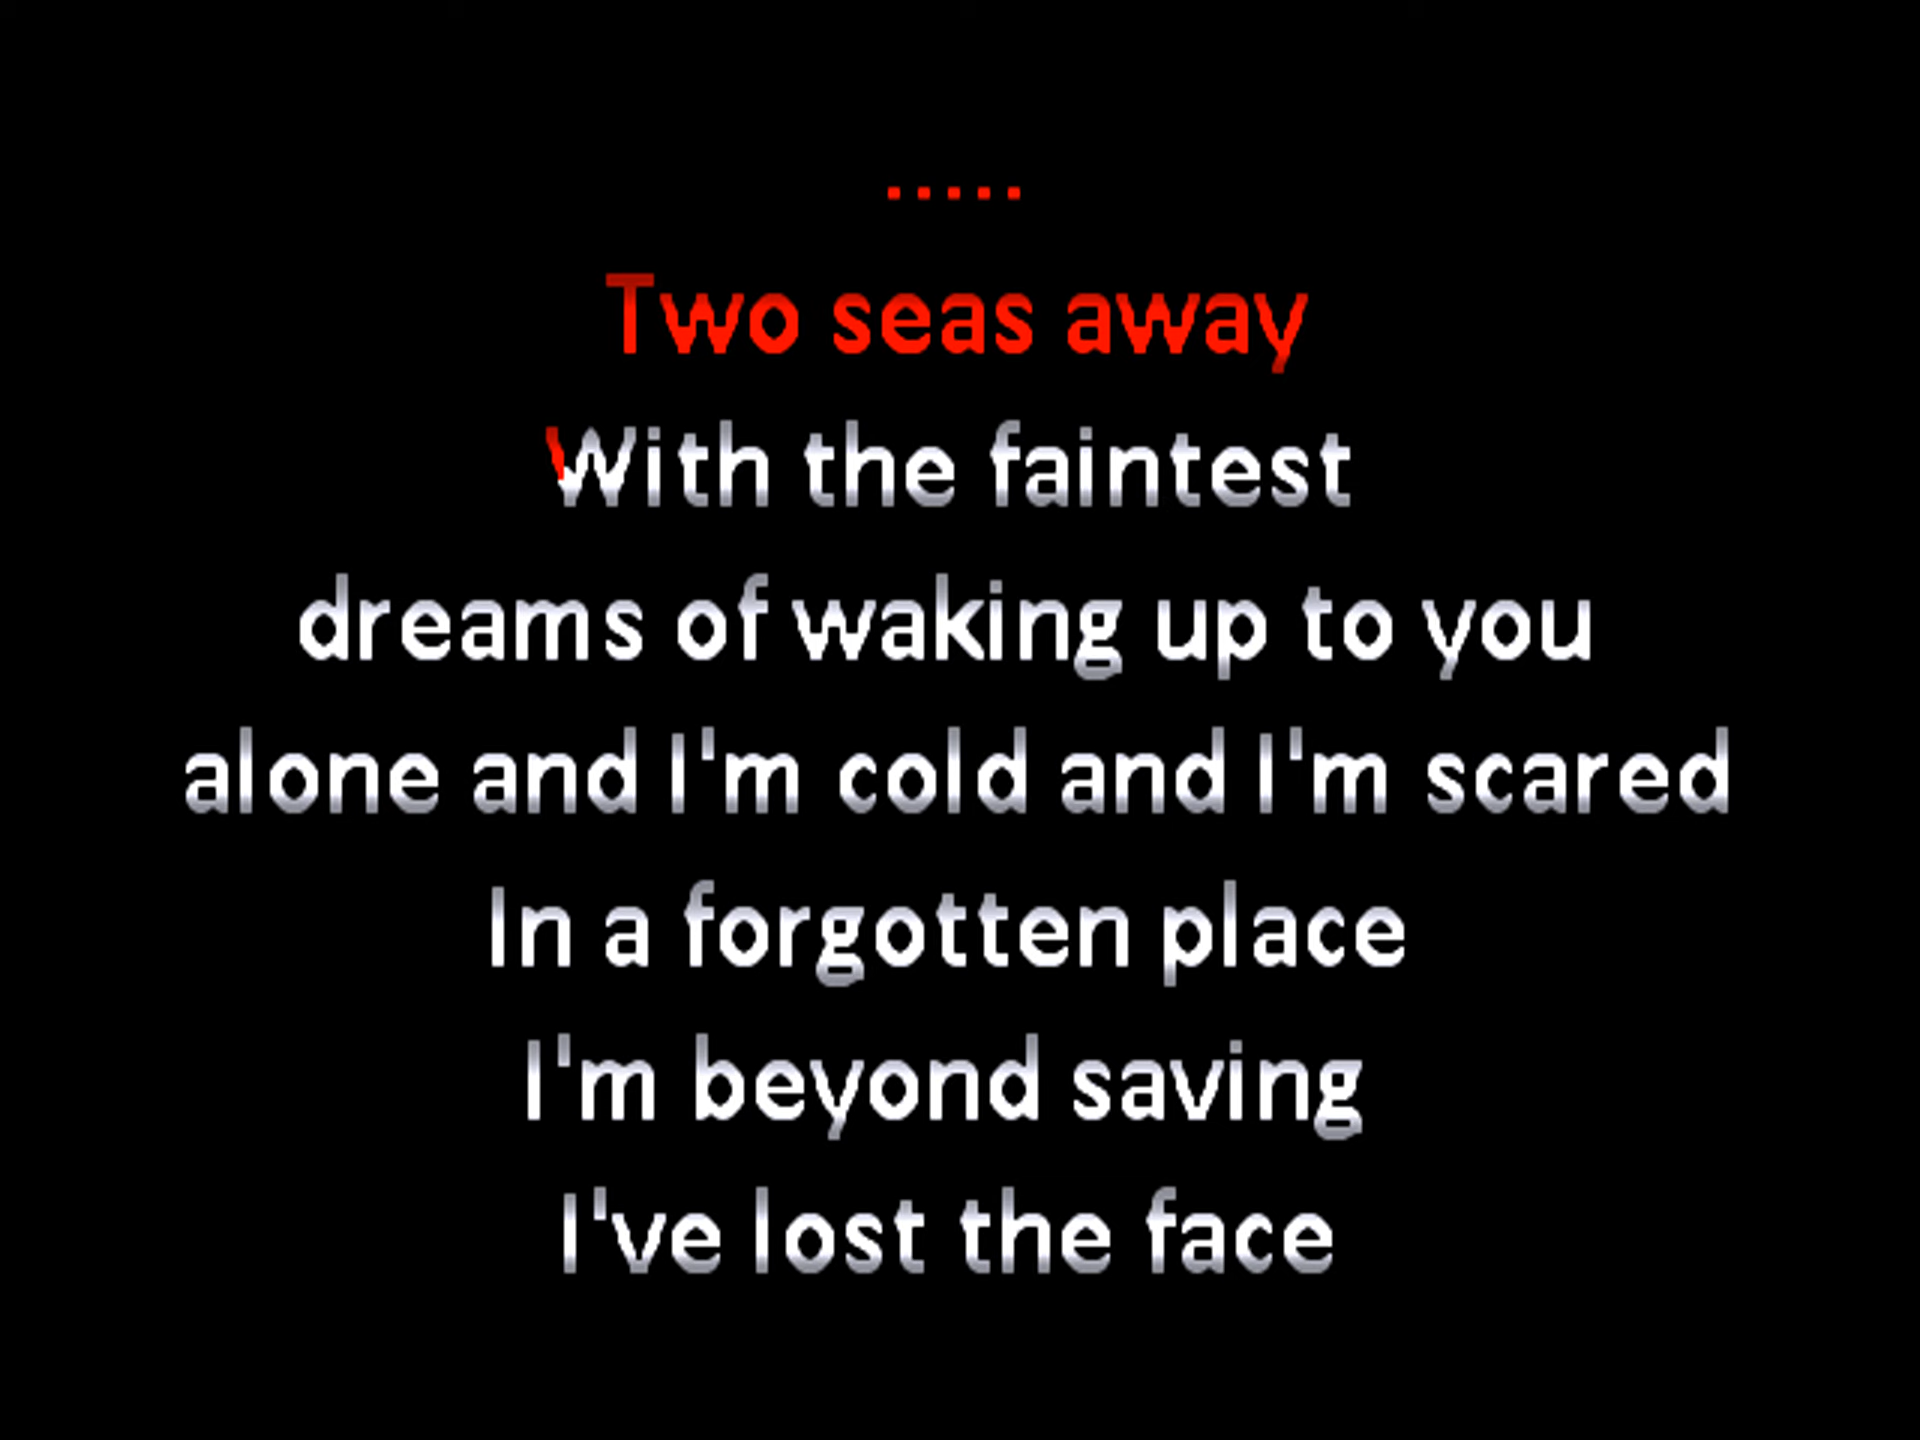 .....
Two seas away
With the faintest
dreams of waking up to you
alone and I'm cold and I'm scared
In a forgotten place
I'm beyond saving
I've lost the face